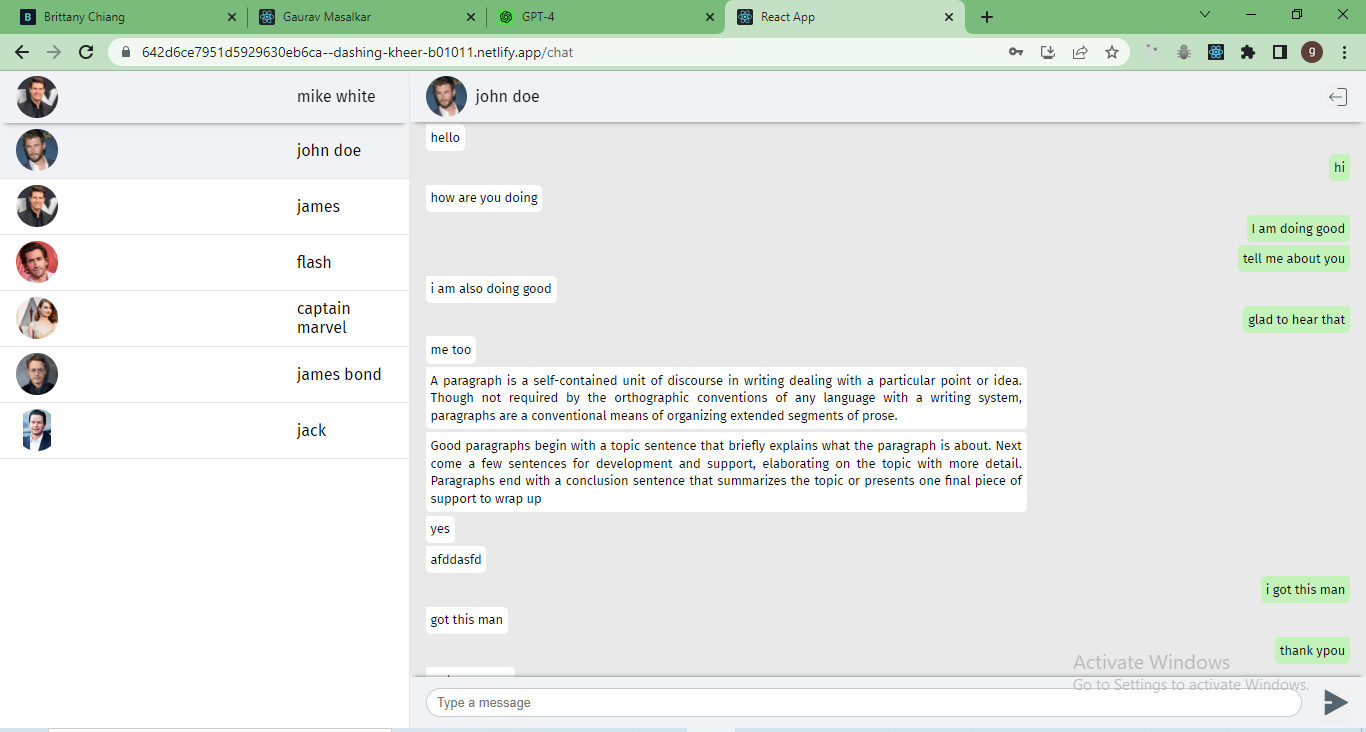 Brittany Chiang
Gaurav Masalkar
GPT-4
React App
642d6ce7951d5929630eb6ca--dashing-kheer-b01011.netlify.app/chat
g
mike white
john doe
james
flash
captain
marvel
james bond
jack
john doe
hello
hi
how are you doing
I am doing good
tell me about you
i am also doing good
glad to hear that
me too
A paragraph is a self-contained unit of discourse in writing dealing with a particular point or idea.
Though not required by the orthographic conventions of any language with a writing system,
paragraphs are a conventional means of organizing extended segments of prose.
Good paragraphs begin with a topic sentence that briefly explains what the paragraph is about. Next
come a few sentences for development and support, elaborating on the topic with more detail.
Paragraphs end with a conclusion sentence that summarizes the topic or presents one final piece of
support to wrap up
yes
afddasfd
i got this man
got this man
thank ypou
Activate Windows
Go to Settings to activate Windows.
Type a message